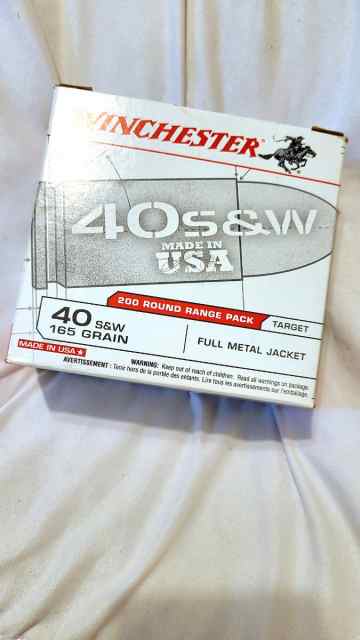 WINCHESTER
40S&W
MADE IN
USA
200 ROUND RANGE PACK
TARGET
40 S&W
165 GRAIN
FULL METAL JACKET
MADE IN USA
WARNING: Keep out of reach of children. Read all warnings on package.
AVERTISSEMENT : Tenir hors de la portée des enfants. Lire tous les avertissements sur l'emballage.